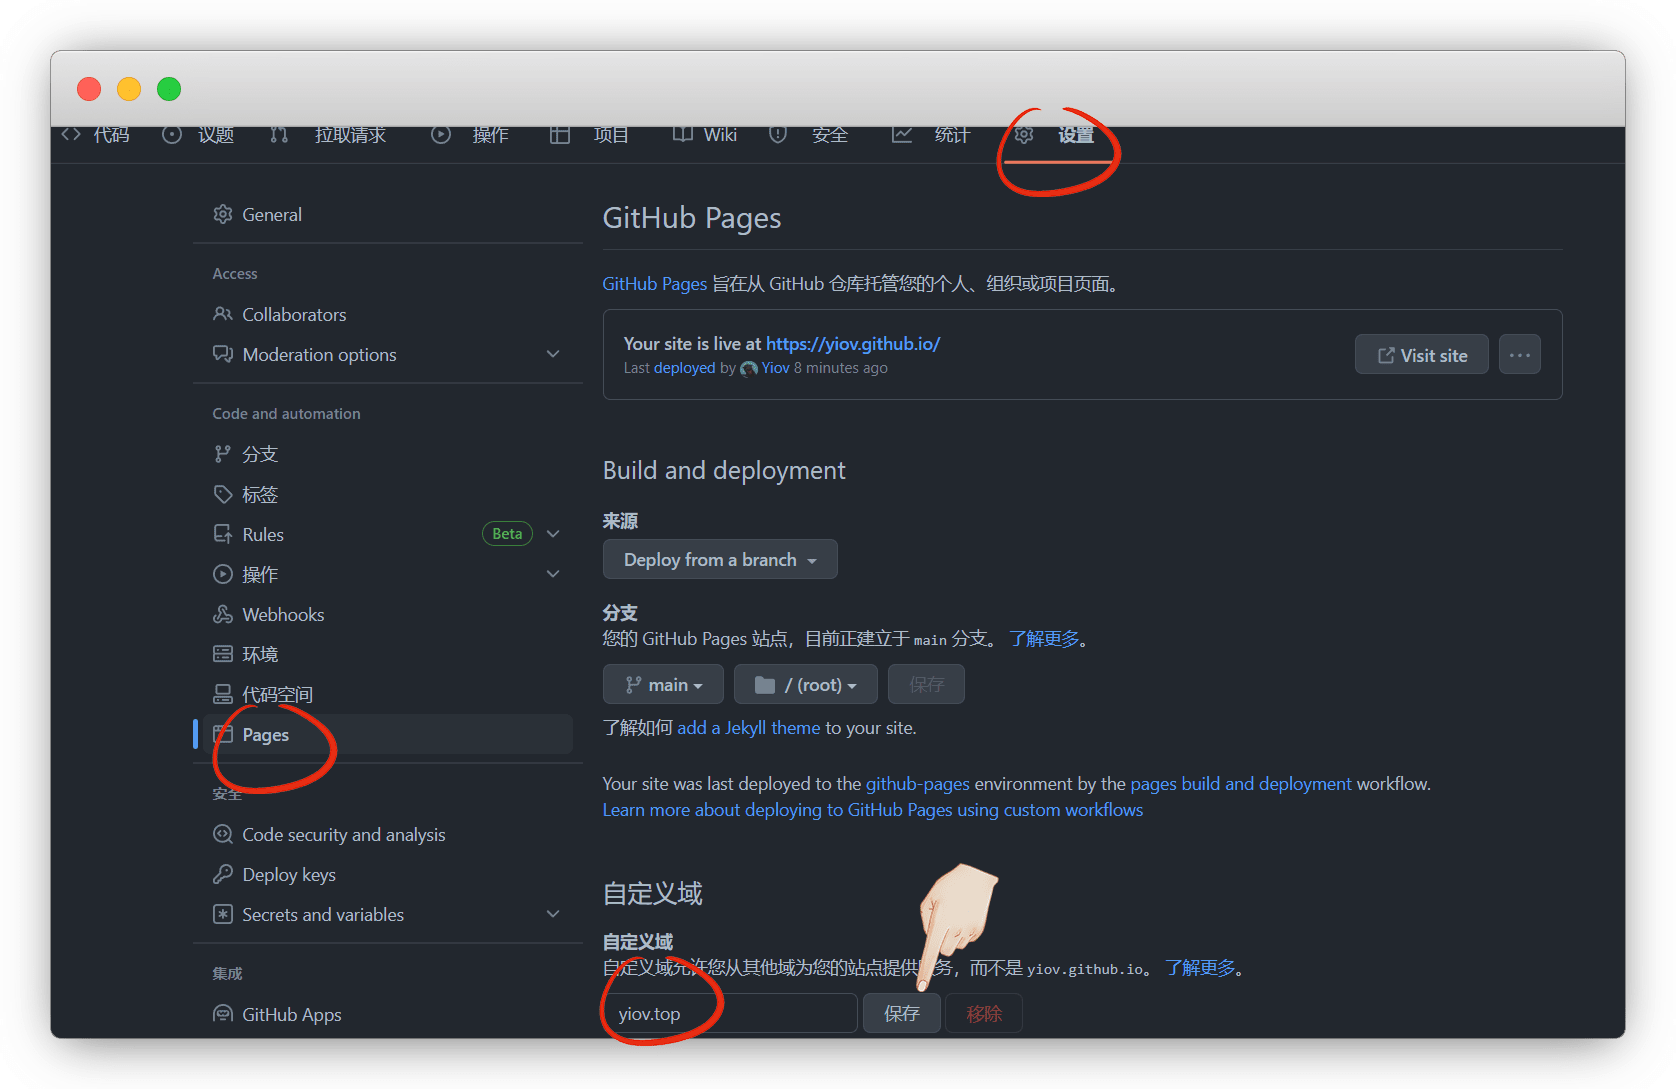 代码 议题 拉取请求 操作 项目 Wiki 安全 统计 设置
General
Access
Collaborators
Moderation options
Code and automation
分支
标签
Rules Beta
操作
Webhooks
环境
代码空间
Pages
安全
Code security and analysis
Deploy keys
Secrets and variables
集成
GitHub Apps
GitHub Pages
GitHub Pages 旨在从 GitHub 仓库托管您的个人、组织或项目页面。
Your site is live at https://yiov.github.io/
Last deployed by Yiov 8 minutes ago
Visit site
Build and deployment
来源
Deploy from a branch
分支
您的 GitHub Pages 站点，目前正建立于 main 分支。 了解更多。
main / (root) 保存
了解如何 add a Jekyll theme to your site.
Your site was last deployed to the github-pages environment by the pages build and deployment workflow.
Learn more about deploying to GitHub Pages using custom workflows
自定义域
自定义域
自定义域允许您从其他域为您的站点提供服务，而不是 yiov.github.io。 了解更多。
yiov.top 保存 移除